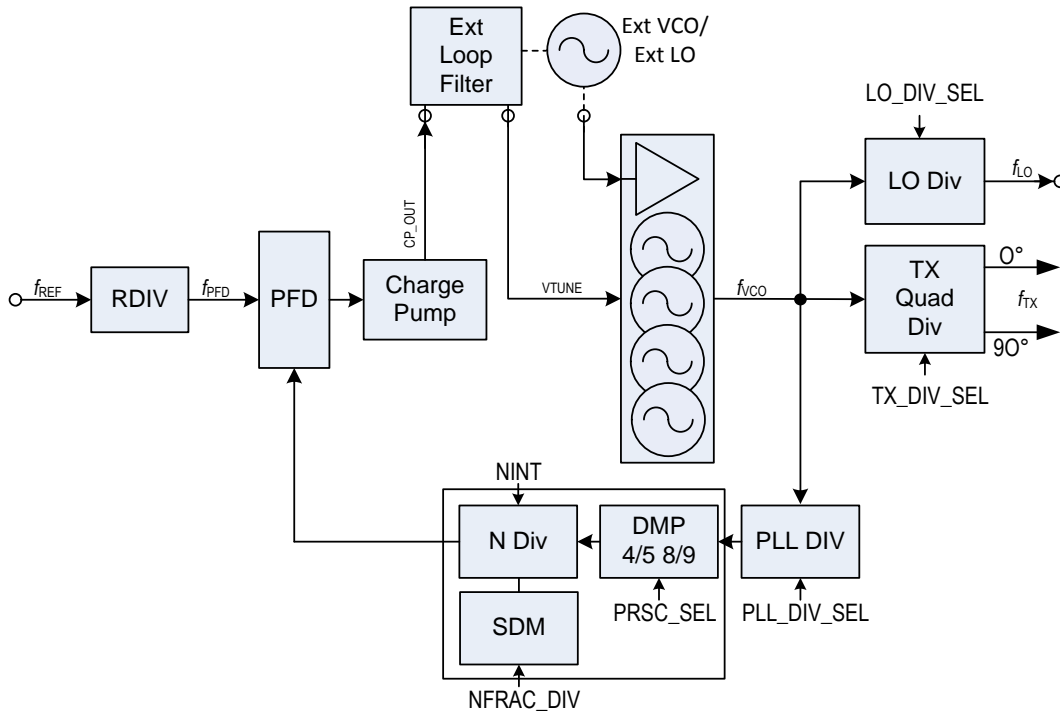 Ext
Loop
Filter
Ext VCO/
Ext LO
LO_DIV_SEL
LO Div
fLO
CP_OUT
fREF
RDIV
fPFD
PFD
Charge
Pump
VTUNE
fVCO
TX
Quad
Div
0°
fTX
90°
TX_DIV_SEL
NINT
N Div
DMP
4/5 8/9
PLL DIV
SDM
PRSC_SEL
PLL_DIV_SEL
NFRAC_DIV